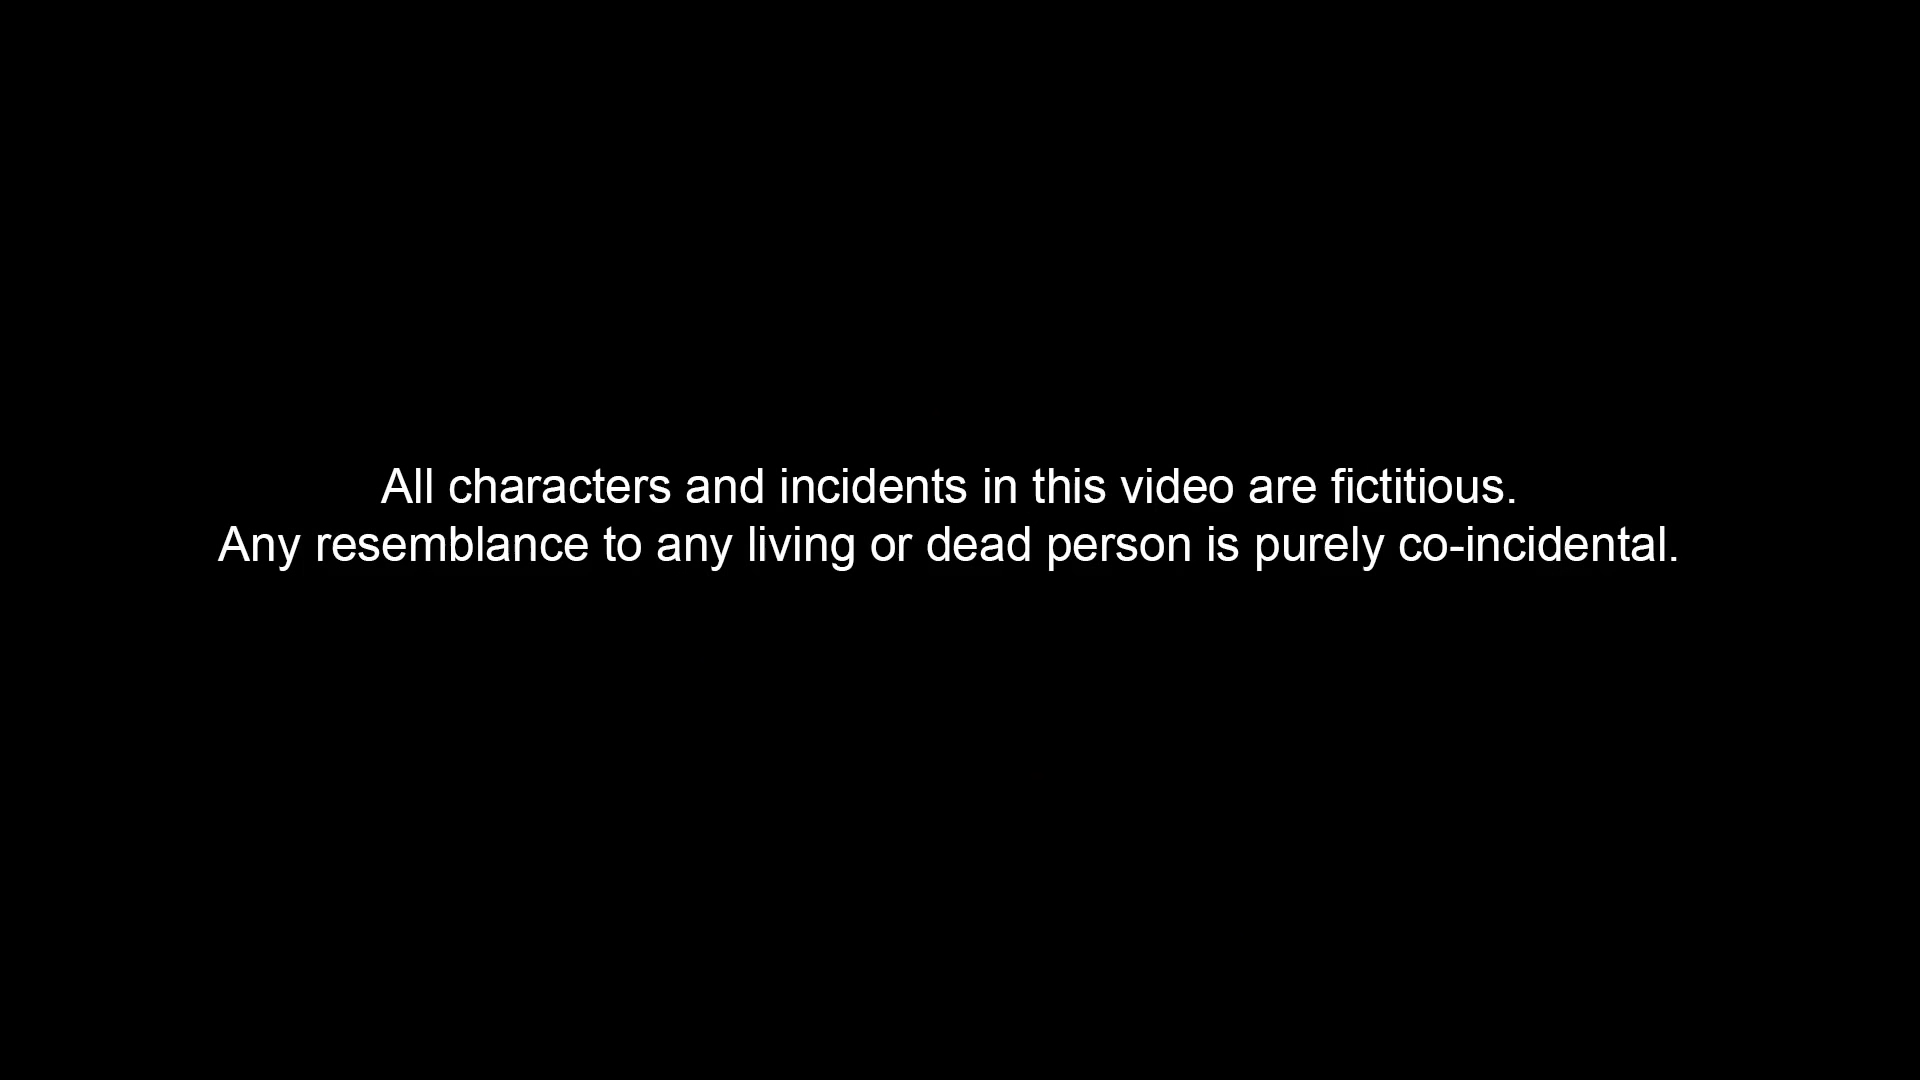 All characters and incidents in this video are fictitious.
Any resemblance to any living or dead person is purely co-incidental.